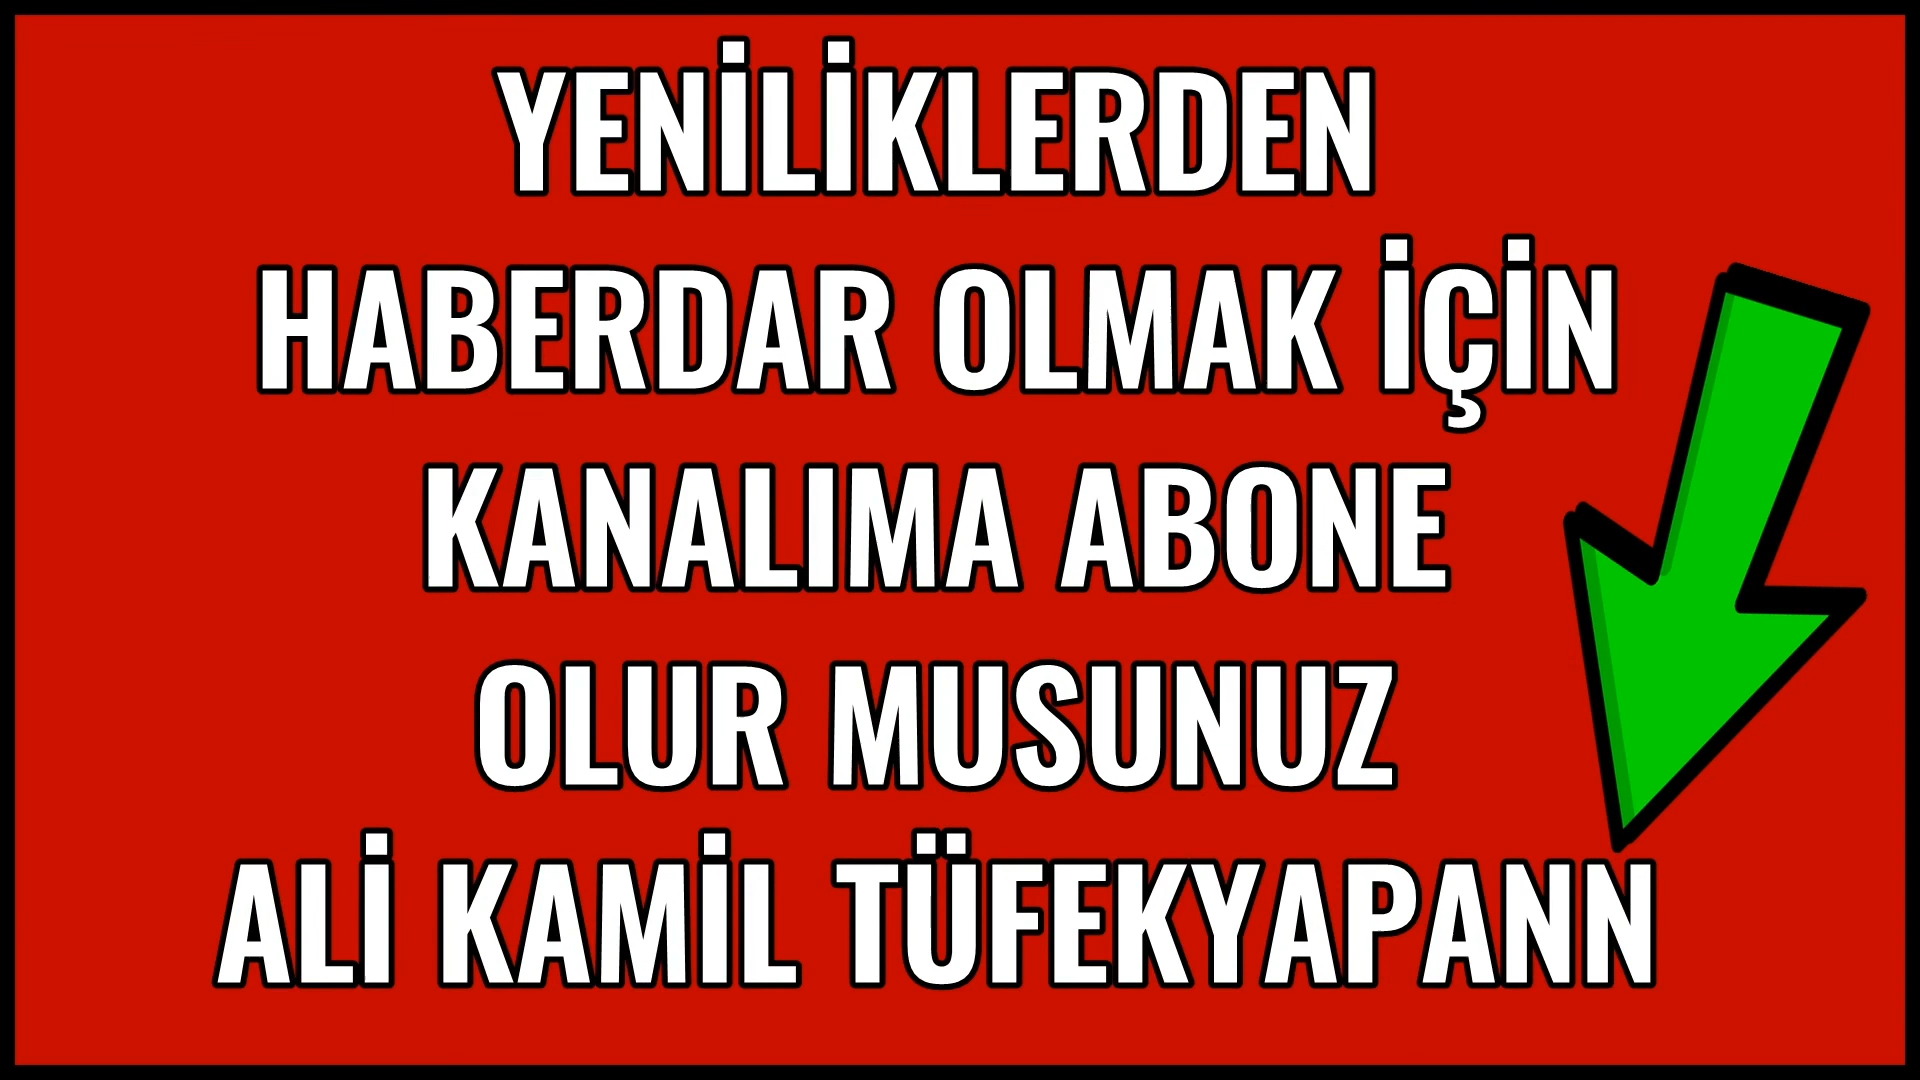 YENİLİKLERDEN
HABERDAR OLMAK İÇİN
KANALIMA ABONE
OLUR MUSUNUZ
ALİ KAMİL TÜFEKYAPANN